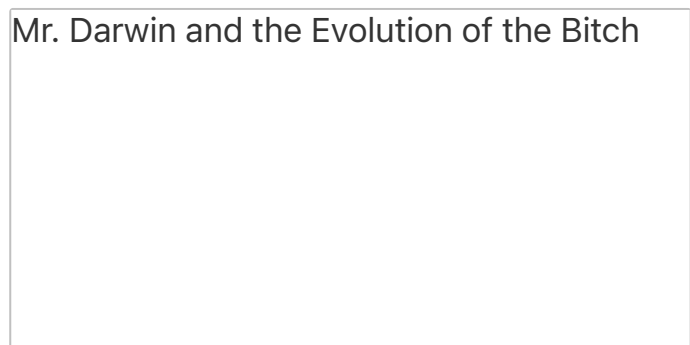 Mr. Darwin and the Evolution of the Bitch